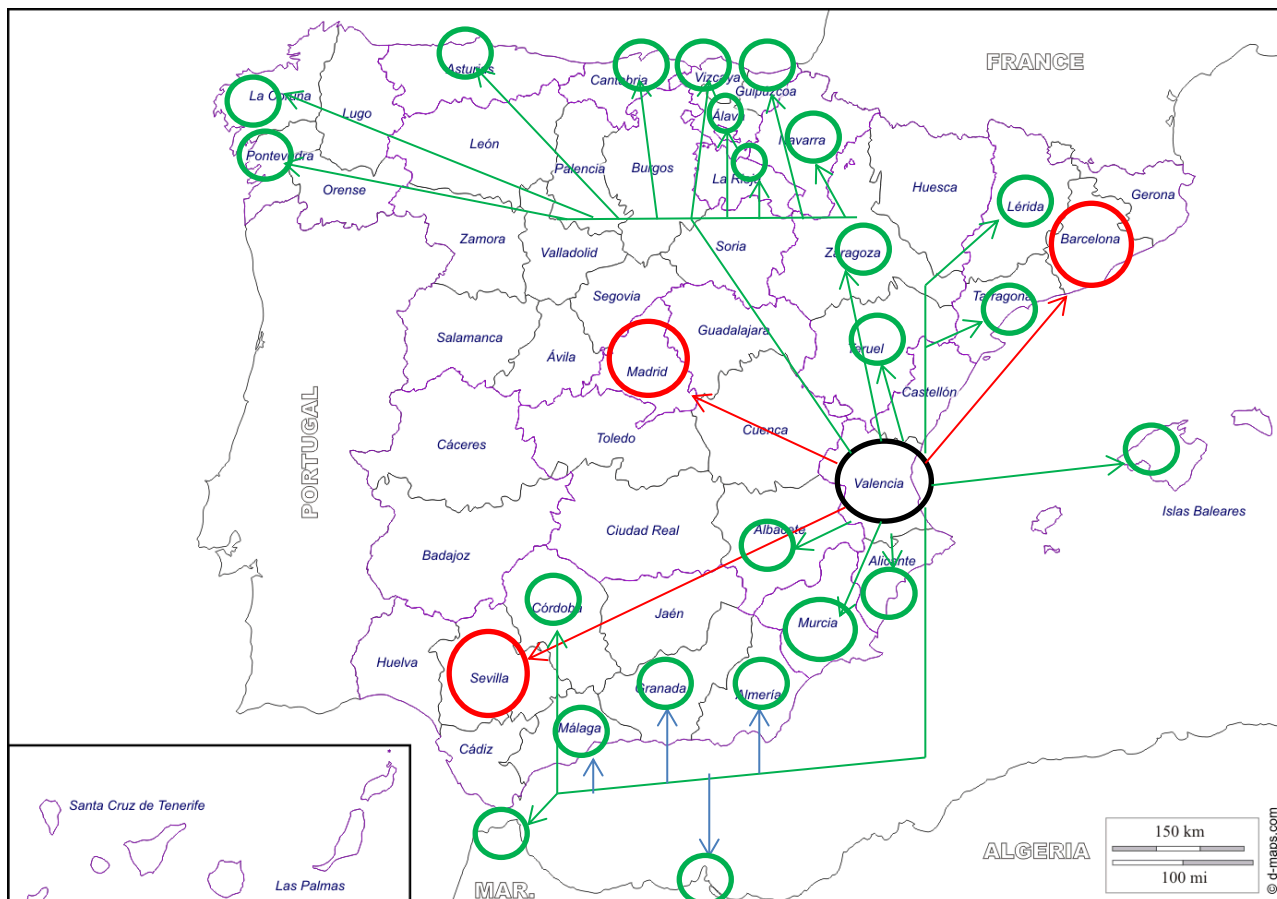 FRANCE
Asturias
Cantabria
Vizcaya
Guipúzcoa
La Coruña
Lugo
Álava
Navarra
León
Palencia
Burgos
La Rioja
Pontevedra
Orense
Huesca
Lérida
Gerona
Barcelona
Zamora
Valladolid
Soria
Zaragoza
Segovia
Tarragona
Salamanca
Ávila
Guadalajara
Teruel
Madrid
Castellón
PORTUGAL
Cáceres
Toledo
Cuenca
Valencia
Islas Baleares
Badajoz
Ciudad Real
Albacete
Alicante
Córdoba
Jaén
Murcia
Huelva
Sevilla
Granada
Almería
Málaga
Cádiz
Santa Cruz de Tenerife
Las Palmas
MAR.
ALGERIA
150 km
100 mi
© d-maps.com